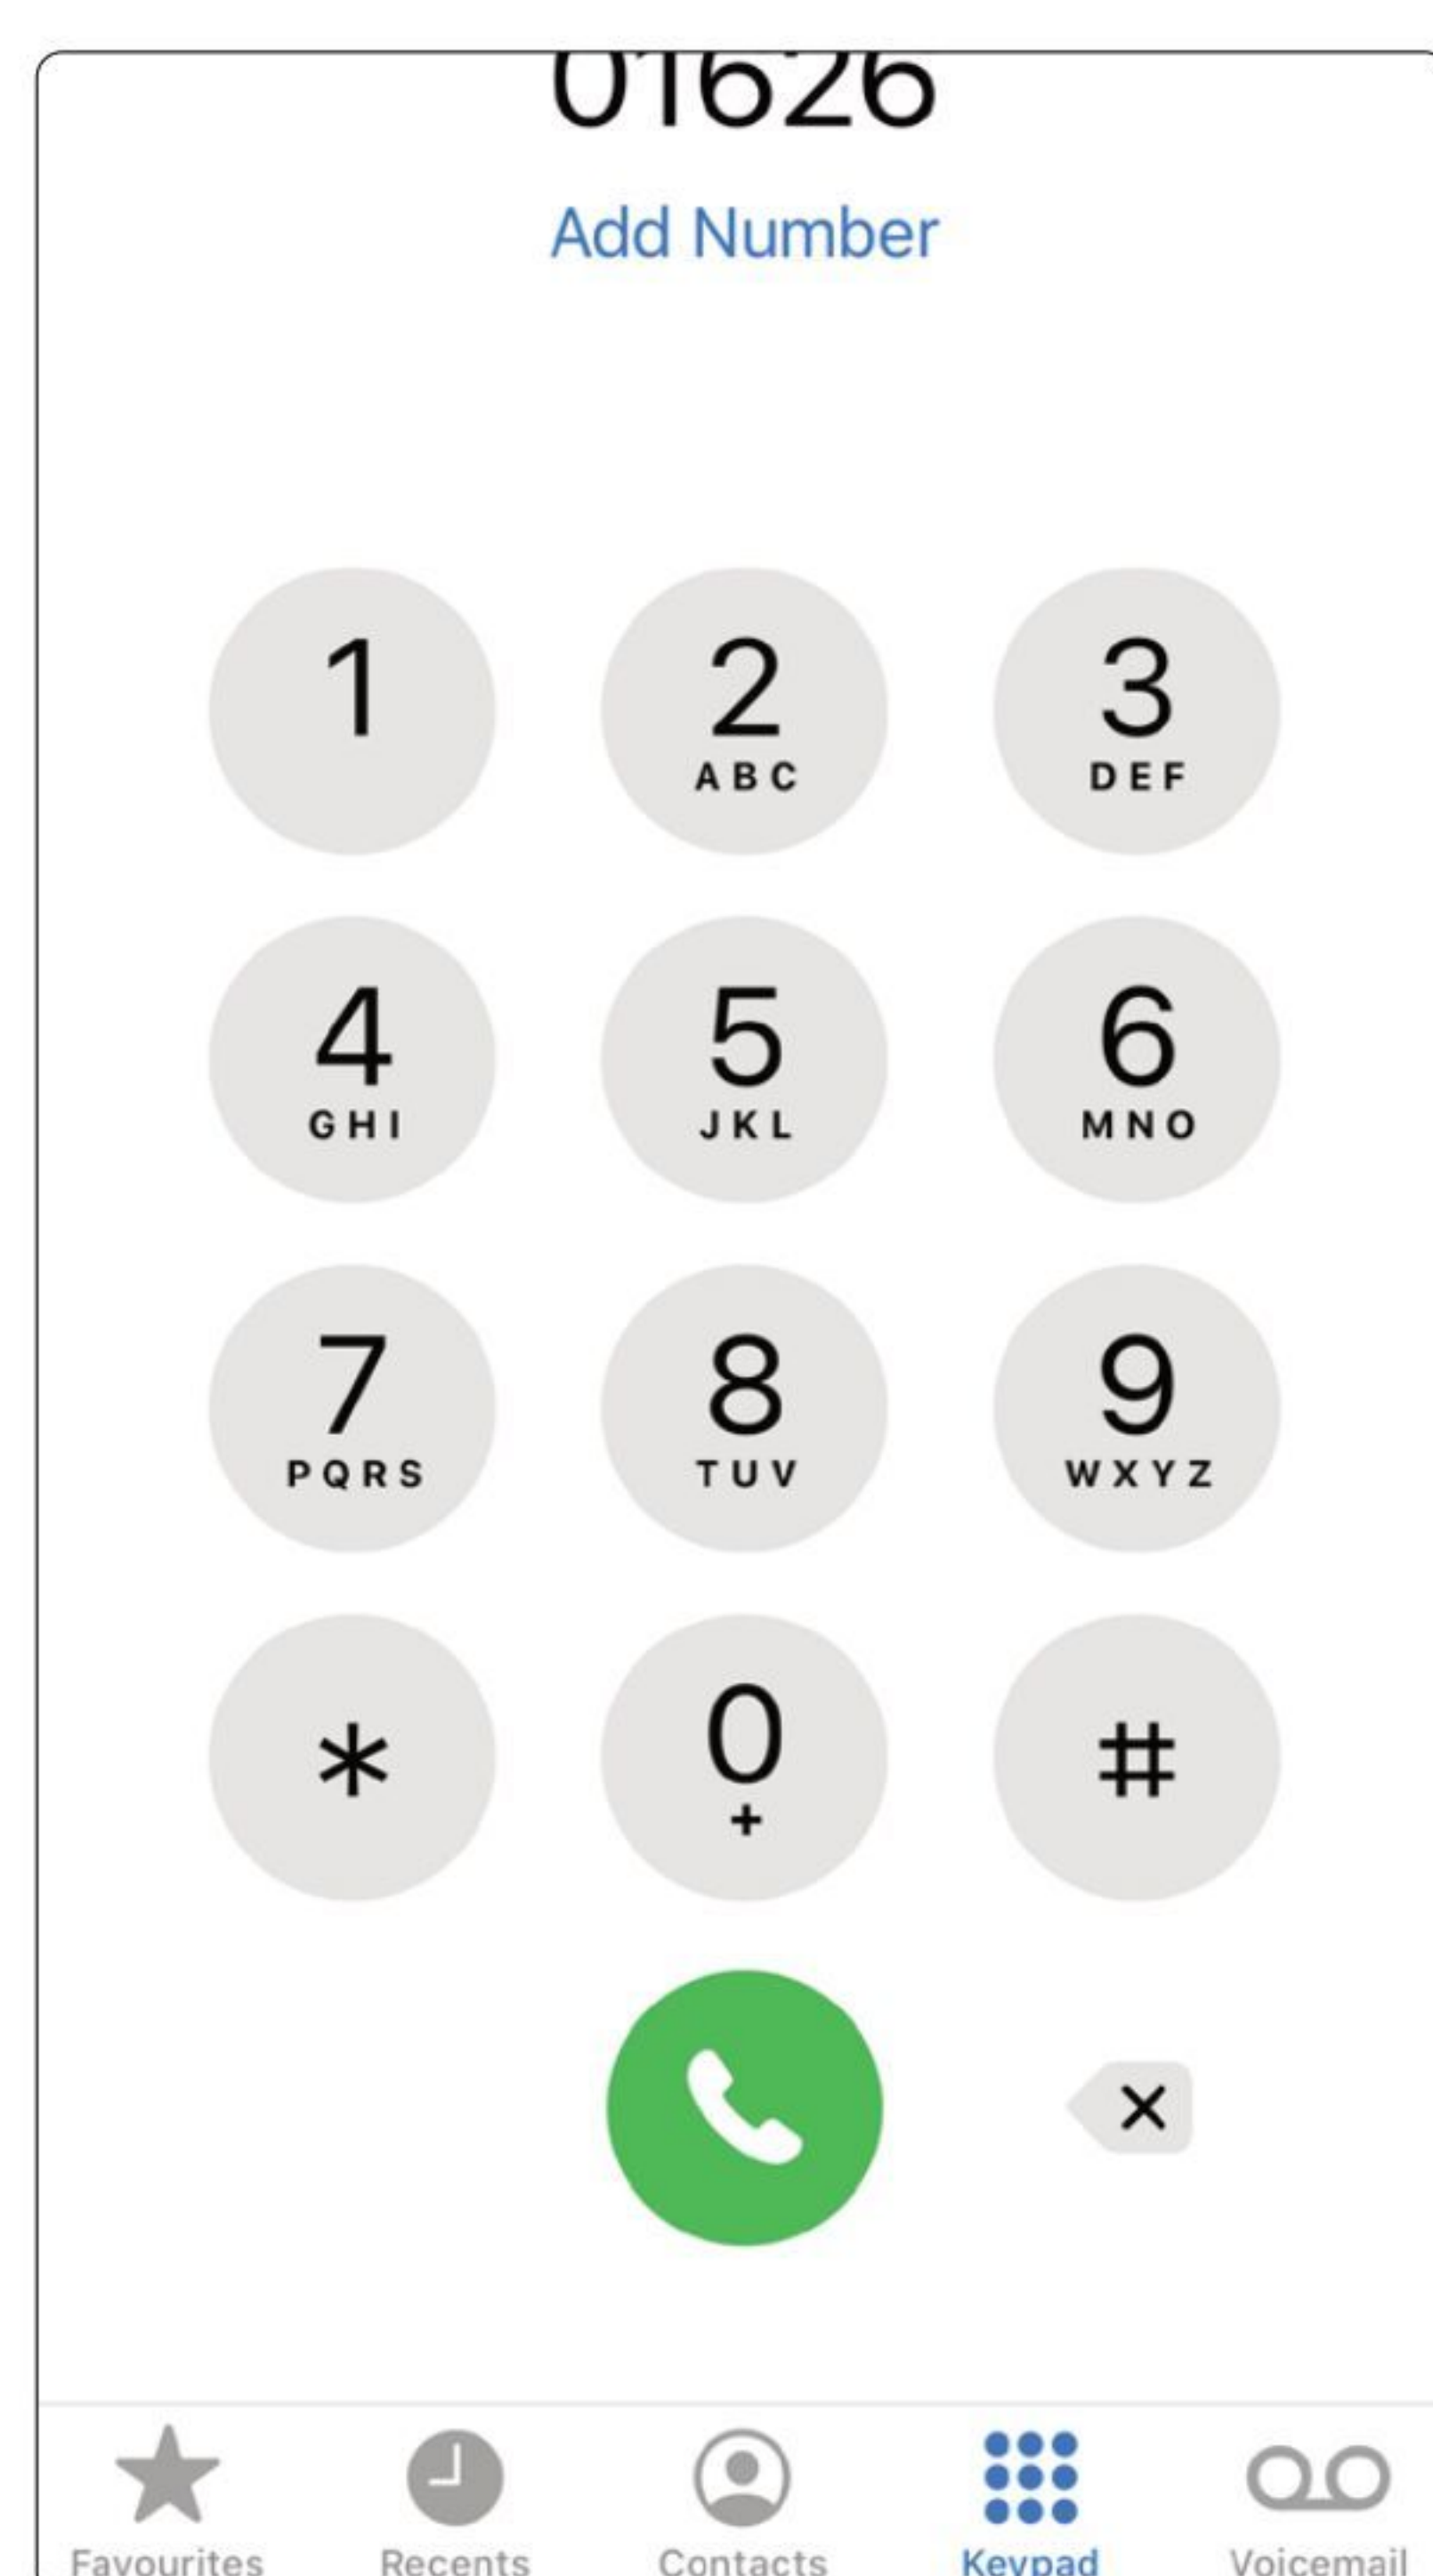 01626
Add Number
1 2 3
ABC DEF
4 5 6
GHI JKL MNO
7 8 9
PQRS TUV WXYZ
* 0 #
+
Favourites Recents Contacts Keypad Voicemail